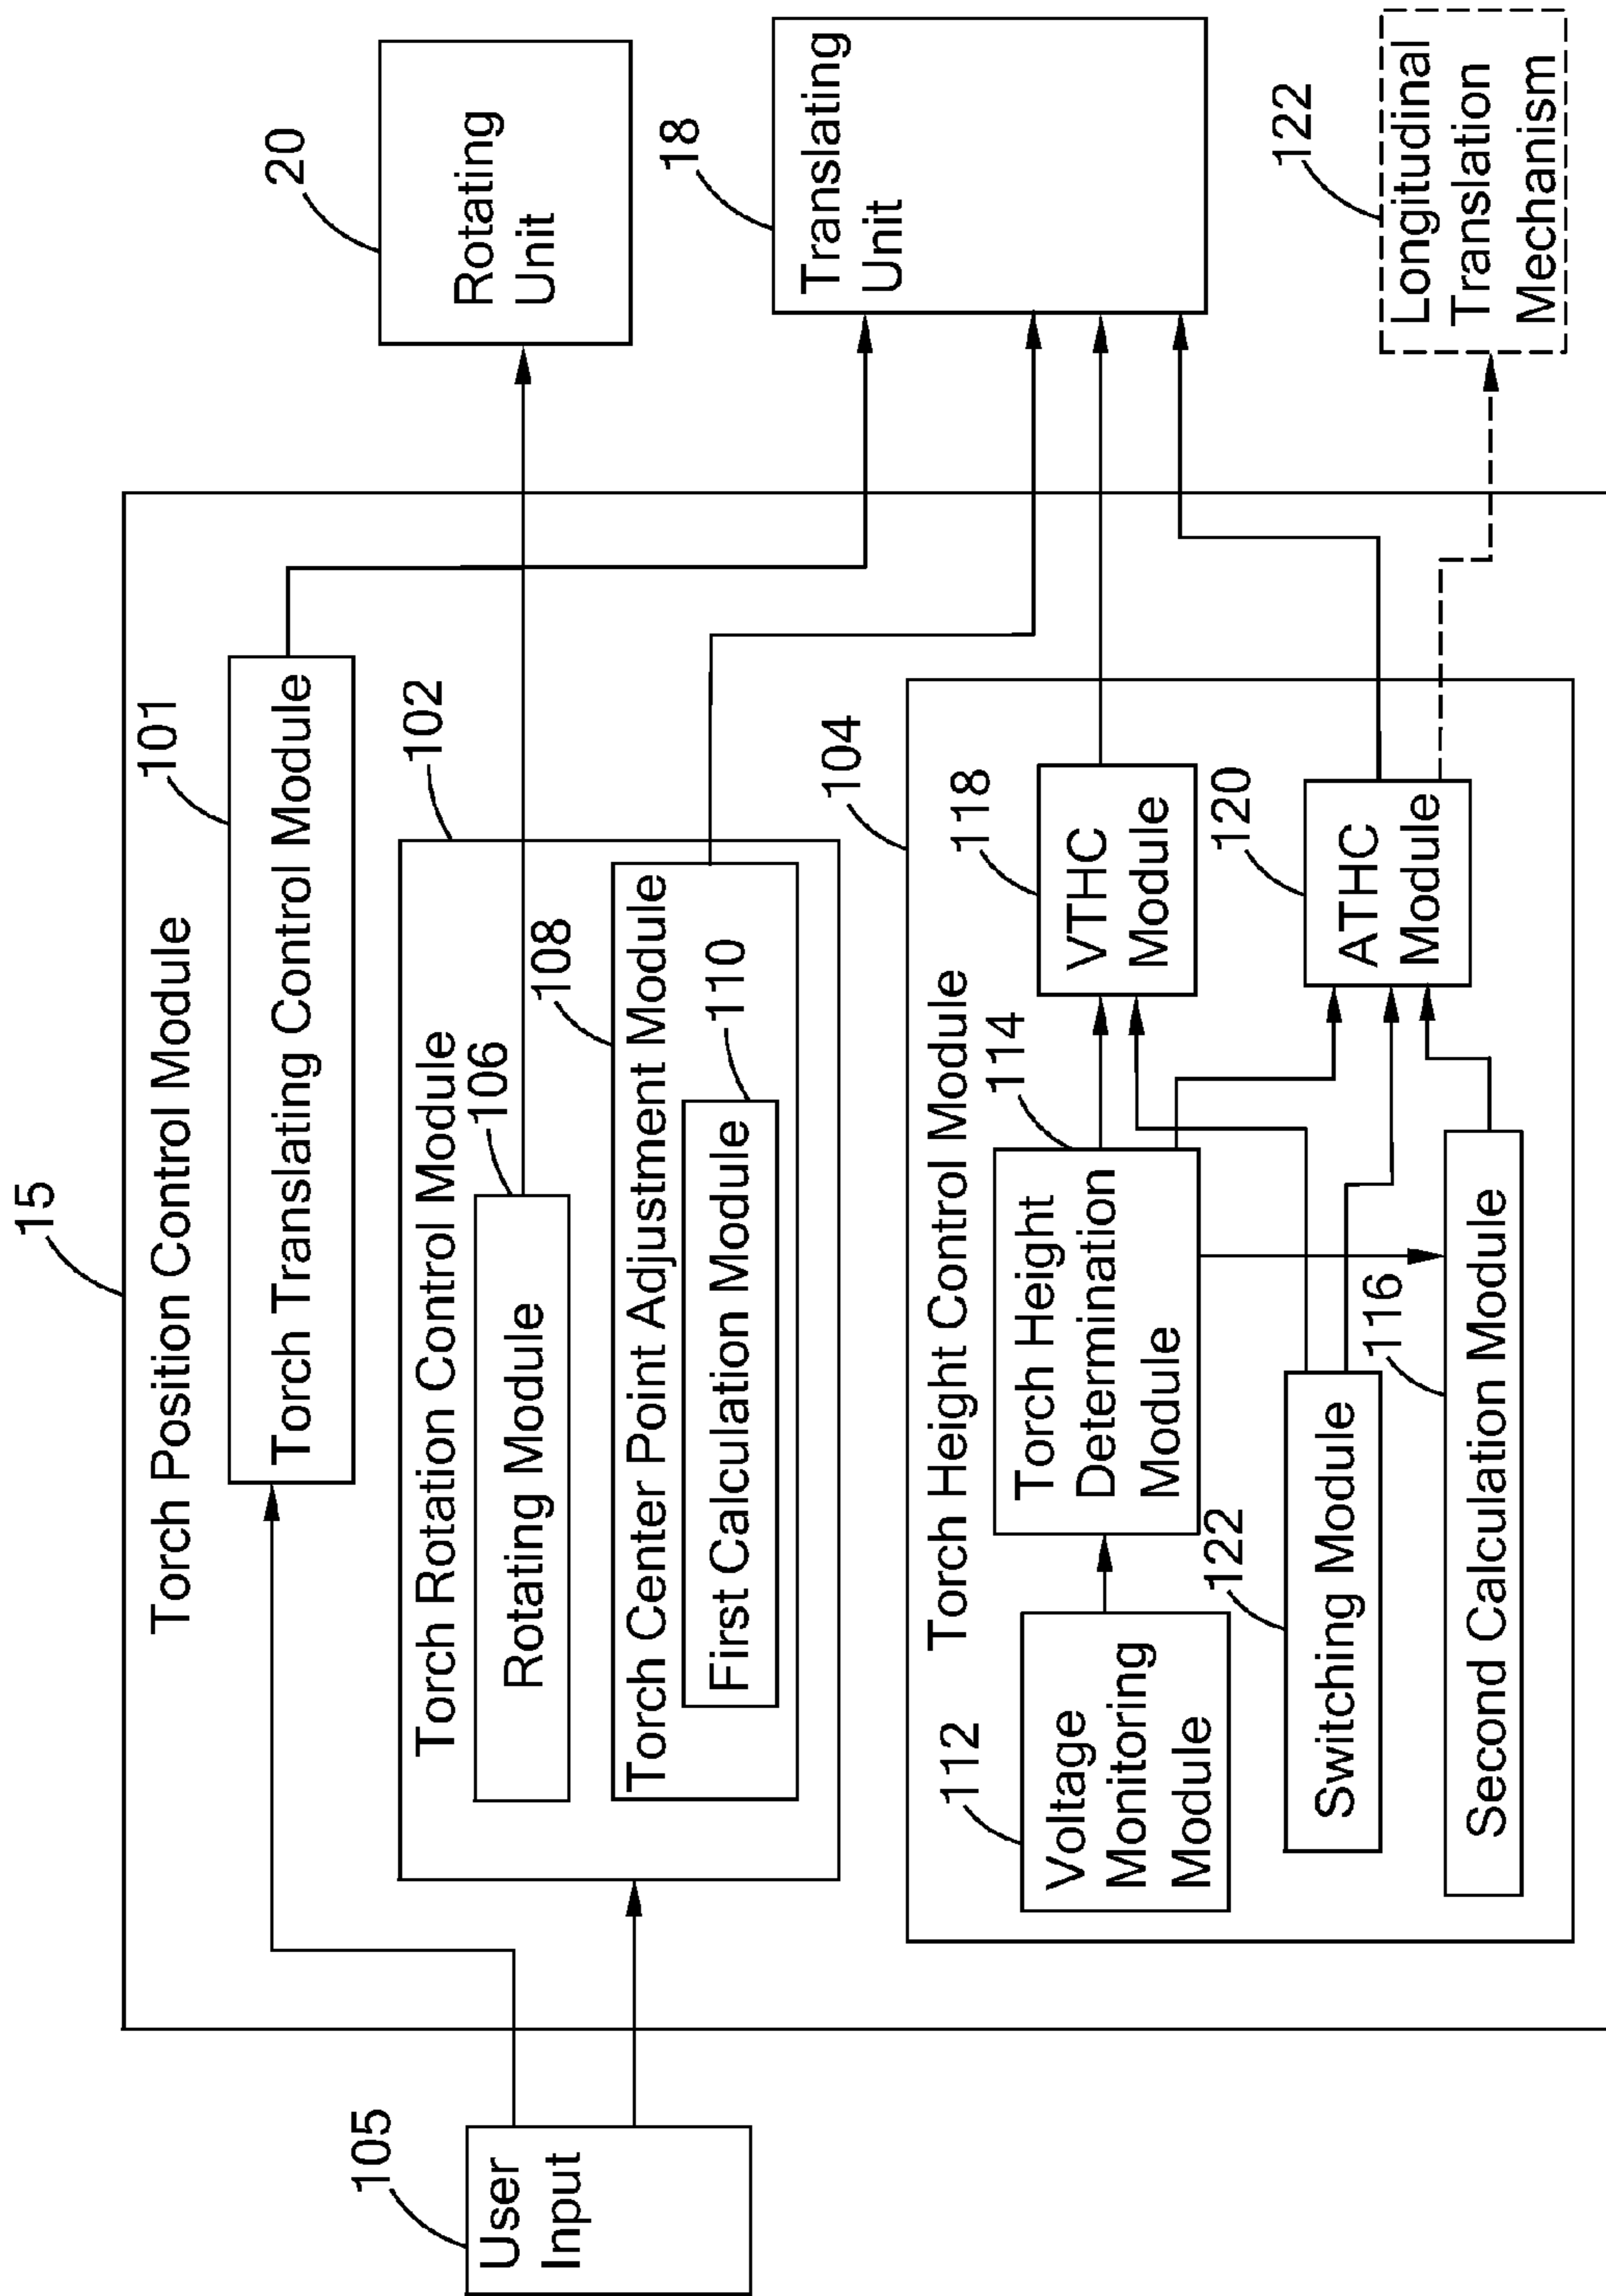 15
Torch Position Control Module
101
Torch Translating Control Module
20
Rotating
Unit
102
Torch Rotation Control Module
106
Rotating Module
108
Torch Center Point Adjustment Module
110
First Calculation Module
18
Translating
Unit
105
User
Input
104
Torch Height Control Module
112
Voltage
Monitoring
Module
114
Torch Height
Determination
Module
118
VTHC
Module
122
Switching Module
120
ATHC
Module
116
Second Calculation Module
122
Longitudinal
Translation
Mechanism